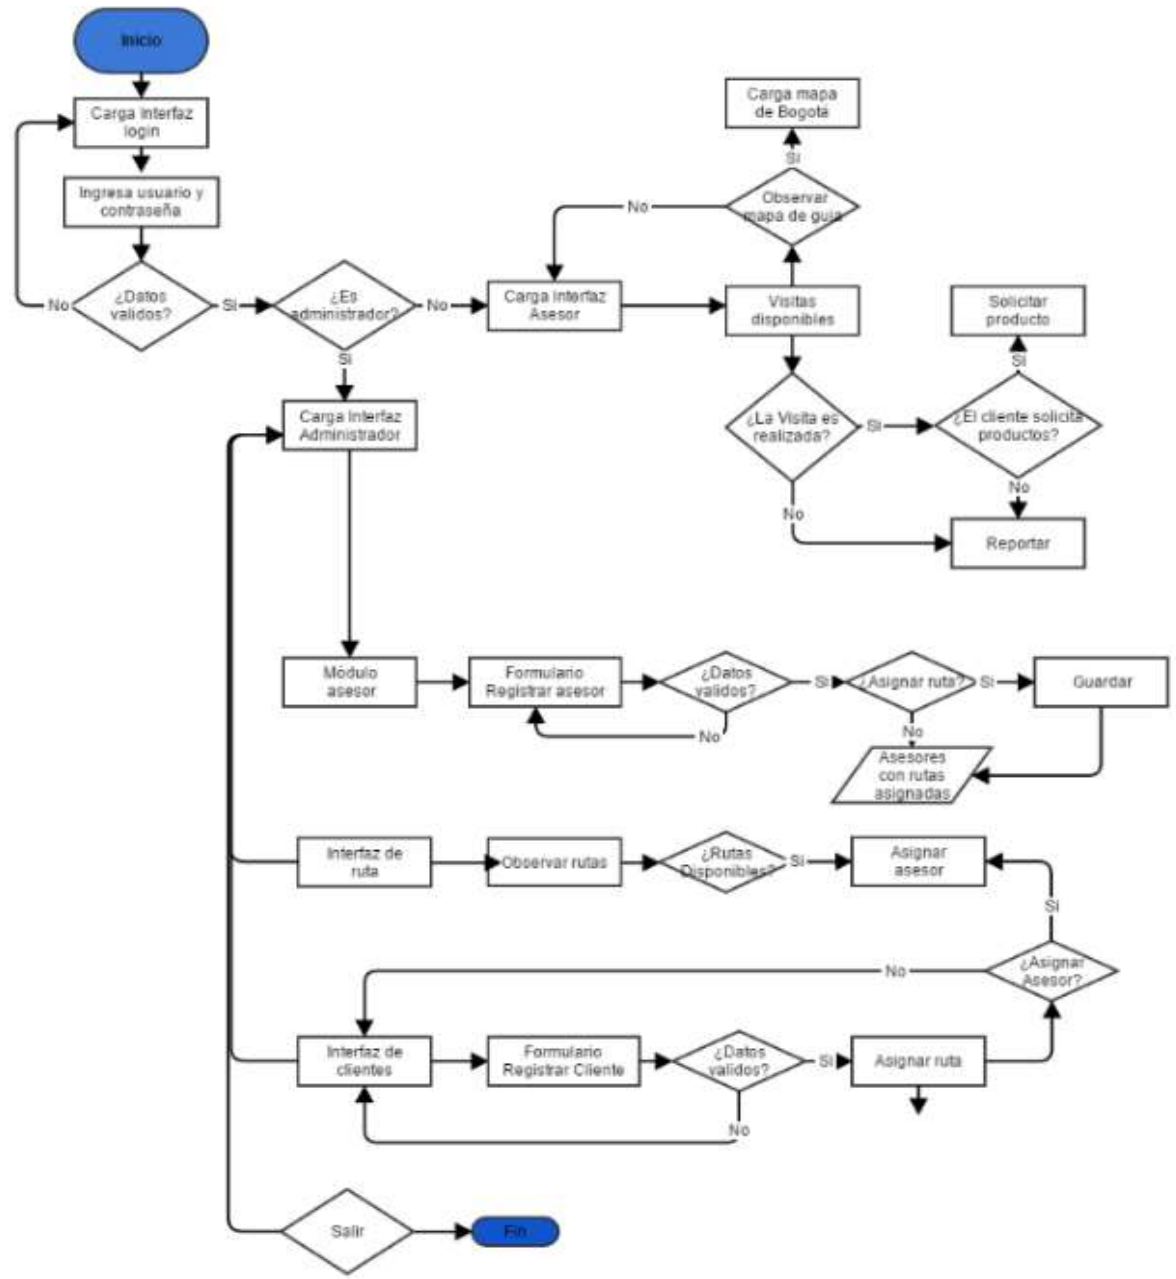 Inicio
Carga Interfaz
login
Ingresa usuario y
contraseña
¿Datos
validos?
No
Si
¿Es
administrador?
No
Si
Carga Interfaz
Asesor
Visitas
disponibles
Observar
mapa de guia
No
Si
Carga mapa
de Bogotá
¿La Visita es
realizada?
Si
No
¿El cliente solicita
productos?
Si
Solicitar
producto
No
Reportar
Carga Interfaz
Administrador
Módulo
asesor
Formulario
Registrar asesor
¿Datos
validos?
No
Si
¿Asignar ruta?
Si
Guardar
No
Asesores
con rutas
asignadas
Interfaz de
ruta
Observar rutas
¿Rutas
Disponibles?
Si
Asignar
asesor
Si
¿Asignar
Asesor?
No
Interfaz de
clientes
Formulario
Registrar Cliente
¿Datos
validos?
Si
Asignar ruta
No
Salir
Fin